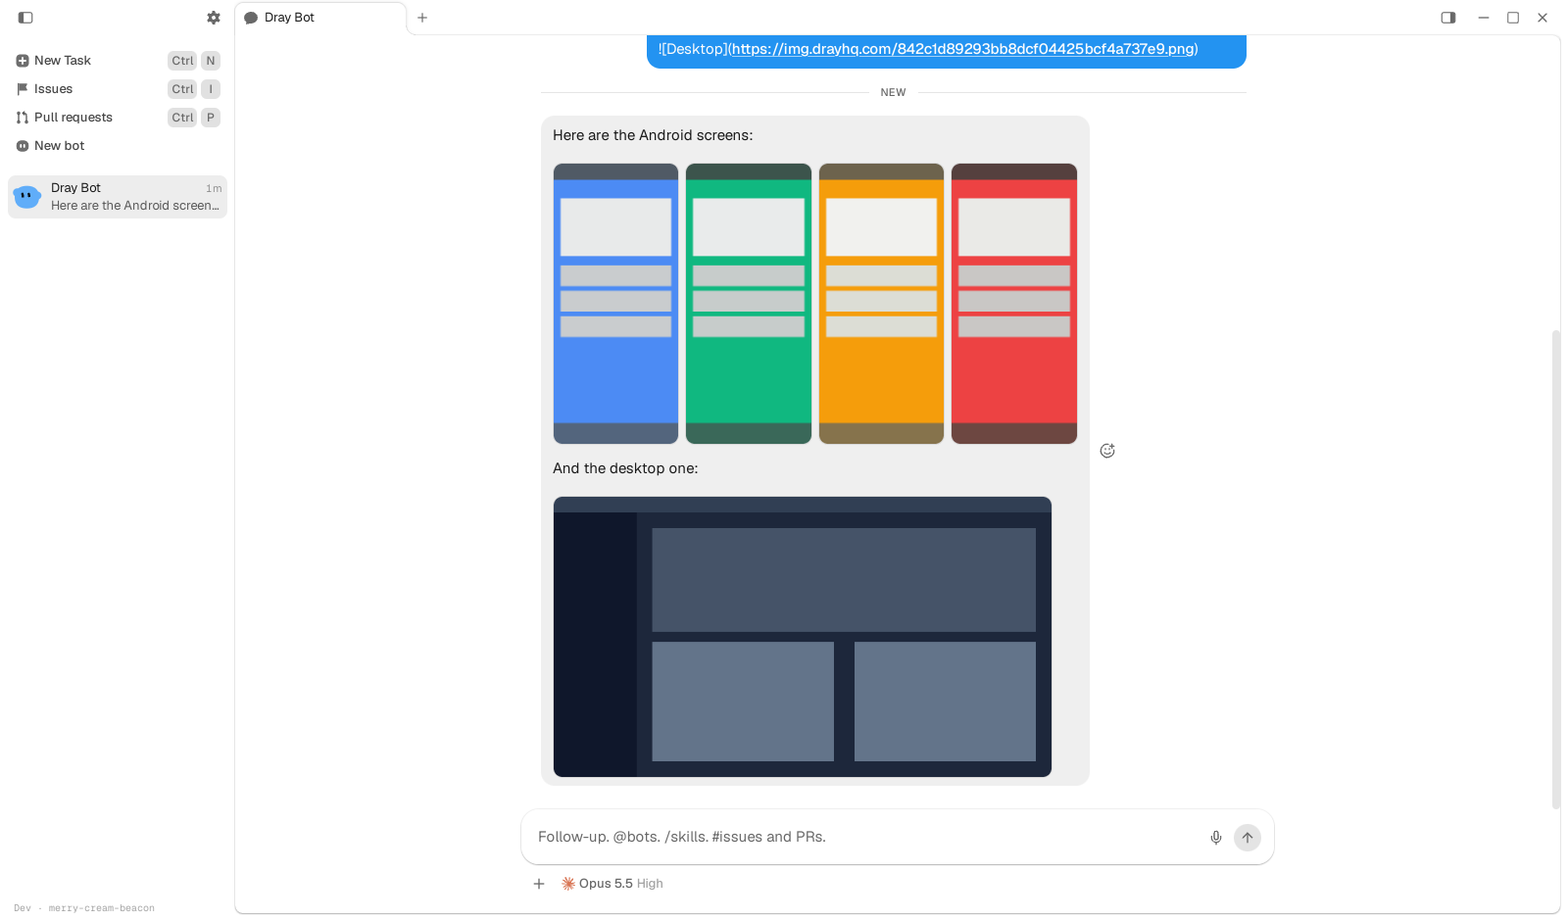 Dray Bot
New Task Ctrl N
Issues Ctrl I
Pull requests Ctrl P
New bot
Dray Bot 1m
Here are the Android screen...
![Desktop](https://img.drayhq.com/842c1d89293bb8dcf04425bcf4a737e9.png)
NEW
Here are the Android screens:
And the desktop one:
Follow-up. @bots. /skills. #issues and PRs.
Opus 5.5 High
Dev - merry-cream-beacon